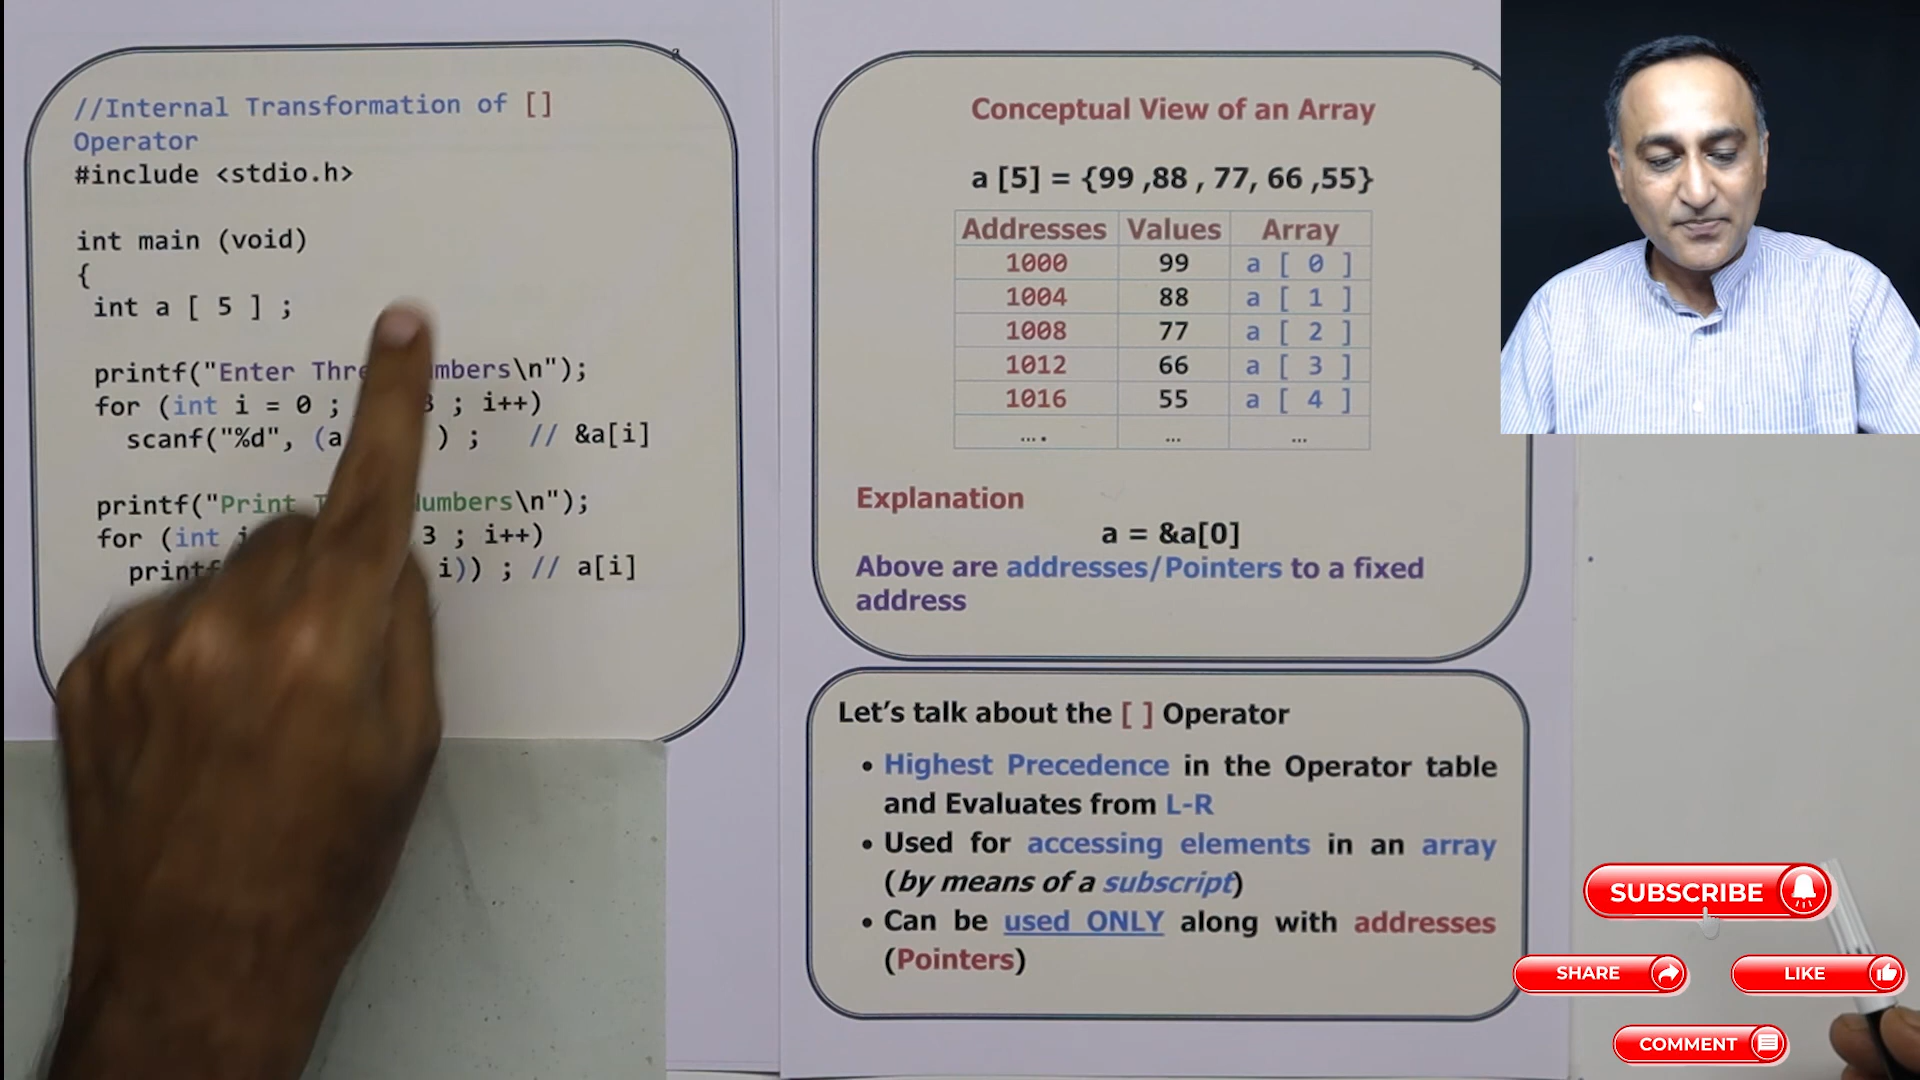 //Internal Transformation of []
Operator
#include <stdio.h>
int main (void)
{
int a [ 5 ] ;
printf("Enter mbers\n");
for (int i = 0 ; ; i++)
scanf("%d", (a ) ; // &a[i]
printf("Print umbers\n");
for (int 3 ; i++)
i)) ; // a[i]
Conceptual View of an Array
a [5] = {99 ,88 , 77, 66 ,55}
Addresses Values Array
1000 99 a [ 0 ]
1004 88 a [ 1 ]
1008 77 a [ 2 ]
1012 66 a [ 3 ]
1016 55 a [ 4 ]
.... ... ...
Explanation
a = &a[0]
Above are addresses/Pointers to a fixed
address
Let's talk about the [ ] Operator
• Highest Precedence in the Operator table
and Evaluates from L-R
• Used for accessing elements in an array
(by means of a subscript)
• Can be used ONLY along with addresses
(Pointers)
SUBSCRIBE
SHARE
LIKE
COMMENT